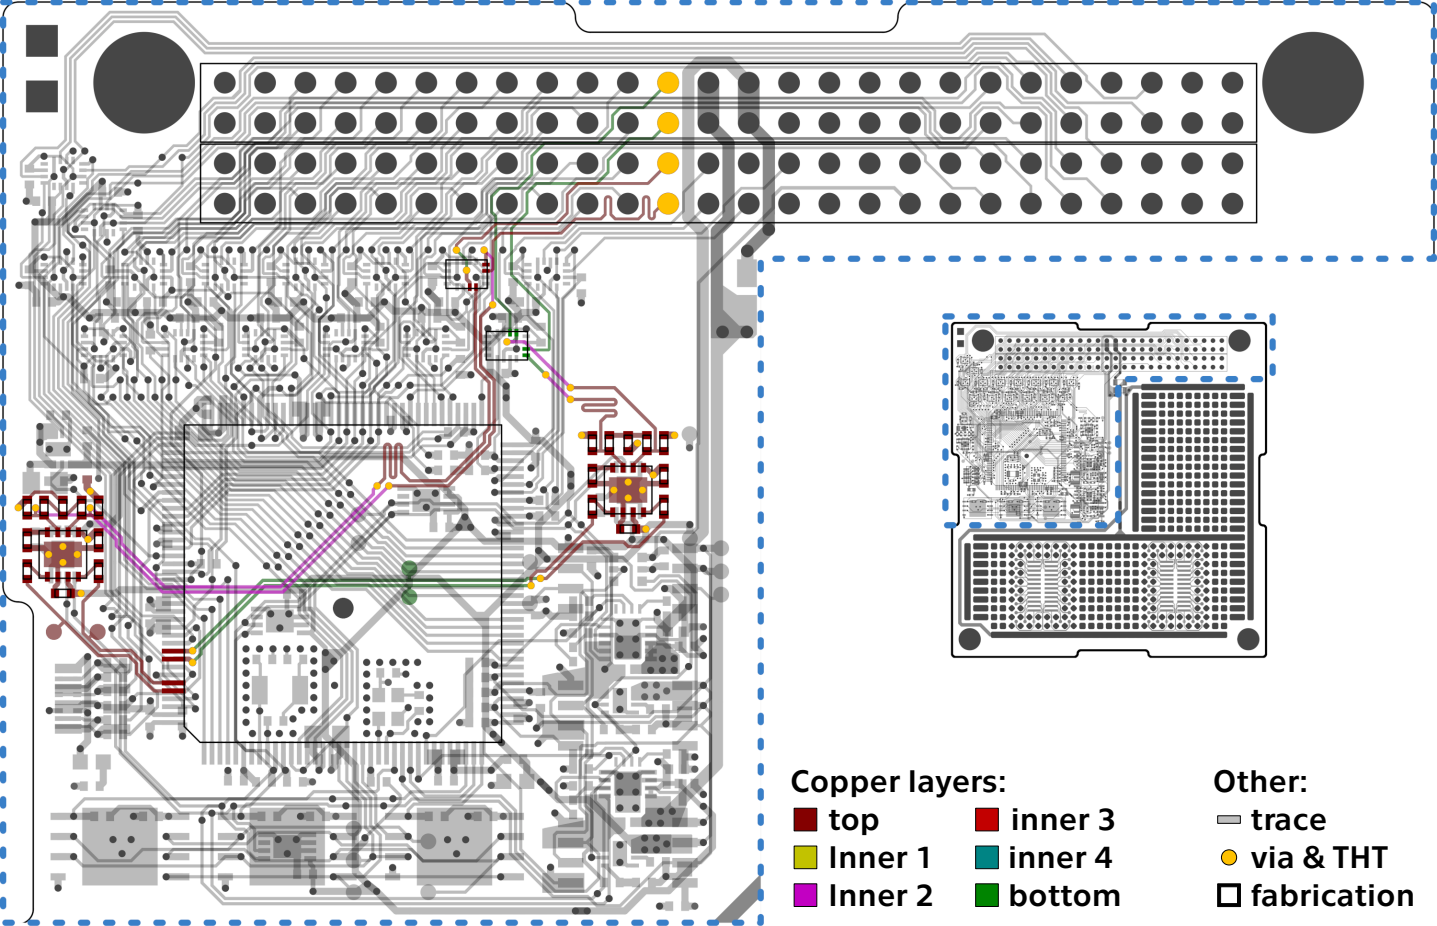 Copper layers:
Other:
top
inner 3
trace
Inner 1
inner 4
via & THT
Inner 2
bottom
fabrication